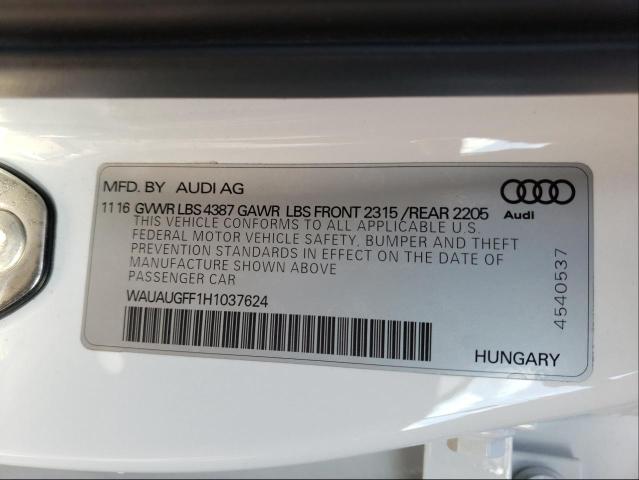 MFD. BY AUDI AG
11 16 GVWR LBS 4387 GAWR LBS FRONT 2315 /REAR 2205
THIS VEHICLE CONFORMS TO ALL APPLICABLE U.S.
FEDERAL MOTOR VEHICLE SAFETY, BUMPER AND THEFT
PREVENTION STANDARDS IN EFFECT ON THE DATE OF
MANUFACTURE SHOWN ABOVE
PASSENGER CAR
WAUAUGFF1H1037624
HUNGARY
Audi
4540537